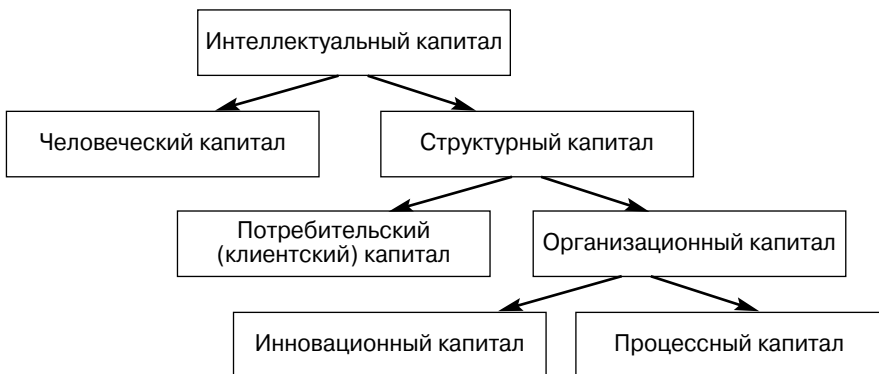 Интеллектуальный капитал
Человеческий капитал
Структурный капитал
Потребительский
(клиентский) капитал
Организационный капитал
Инновационный капитал
Процессный капитал